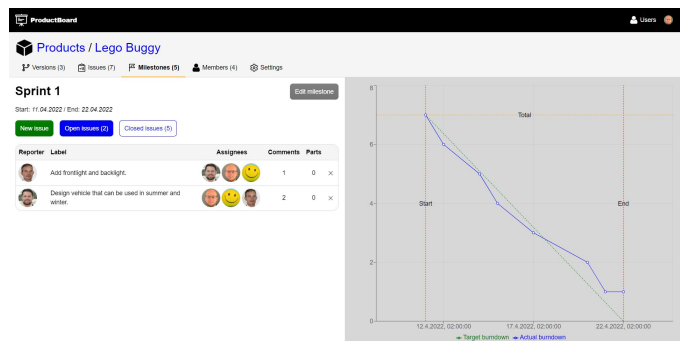 ProductBoard
Users
Products / Lego Buggy
Versions (3)
Issues (7)
Milestones (5)
Members (4)
Settings
Sprint 1
Edit milestone
Start: 11.04.2022 / End: 22.04.2022
New issue
Open issues (2)
Closed issues (5)
Reporter Label Assignees Comments Parts
Add frontlight and backlight. 1 0 ×
Design vehicle that can be used in summer and
winter. 2 0 ×
8
Total
6
4
Start
End
2
0
12.4.2022, 02:00:00
17.4.2022, 02:00:00
22.4.2022, 02:00:00
Target burndown
Actual burndown